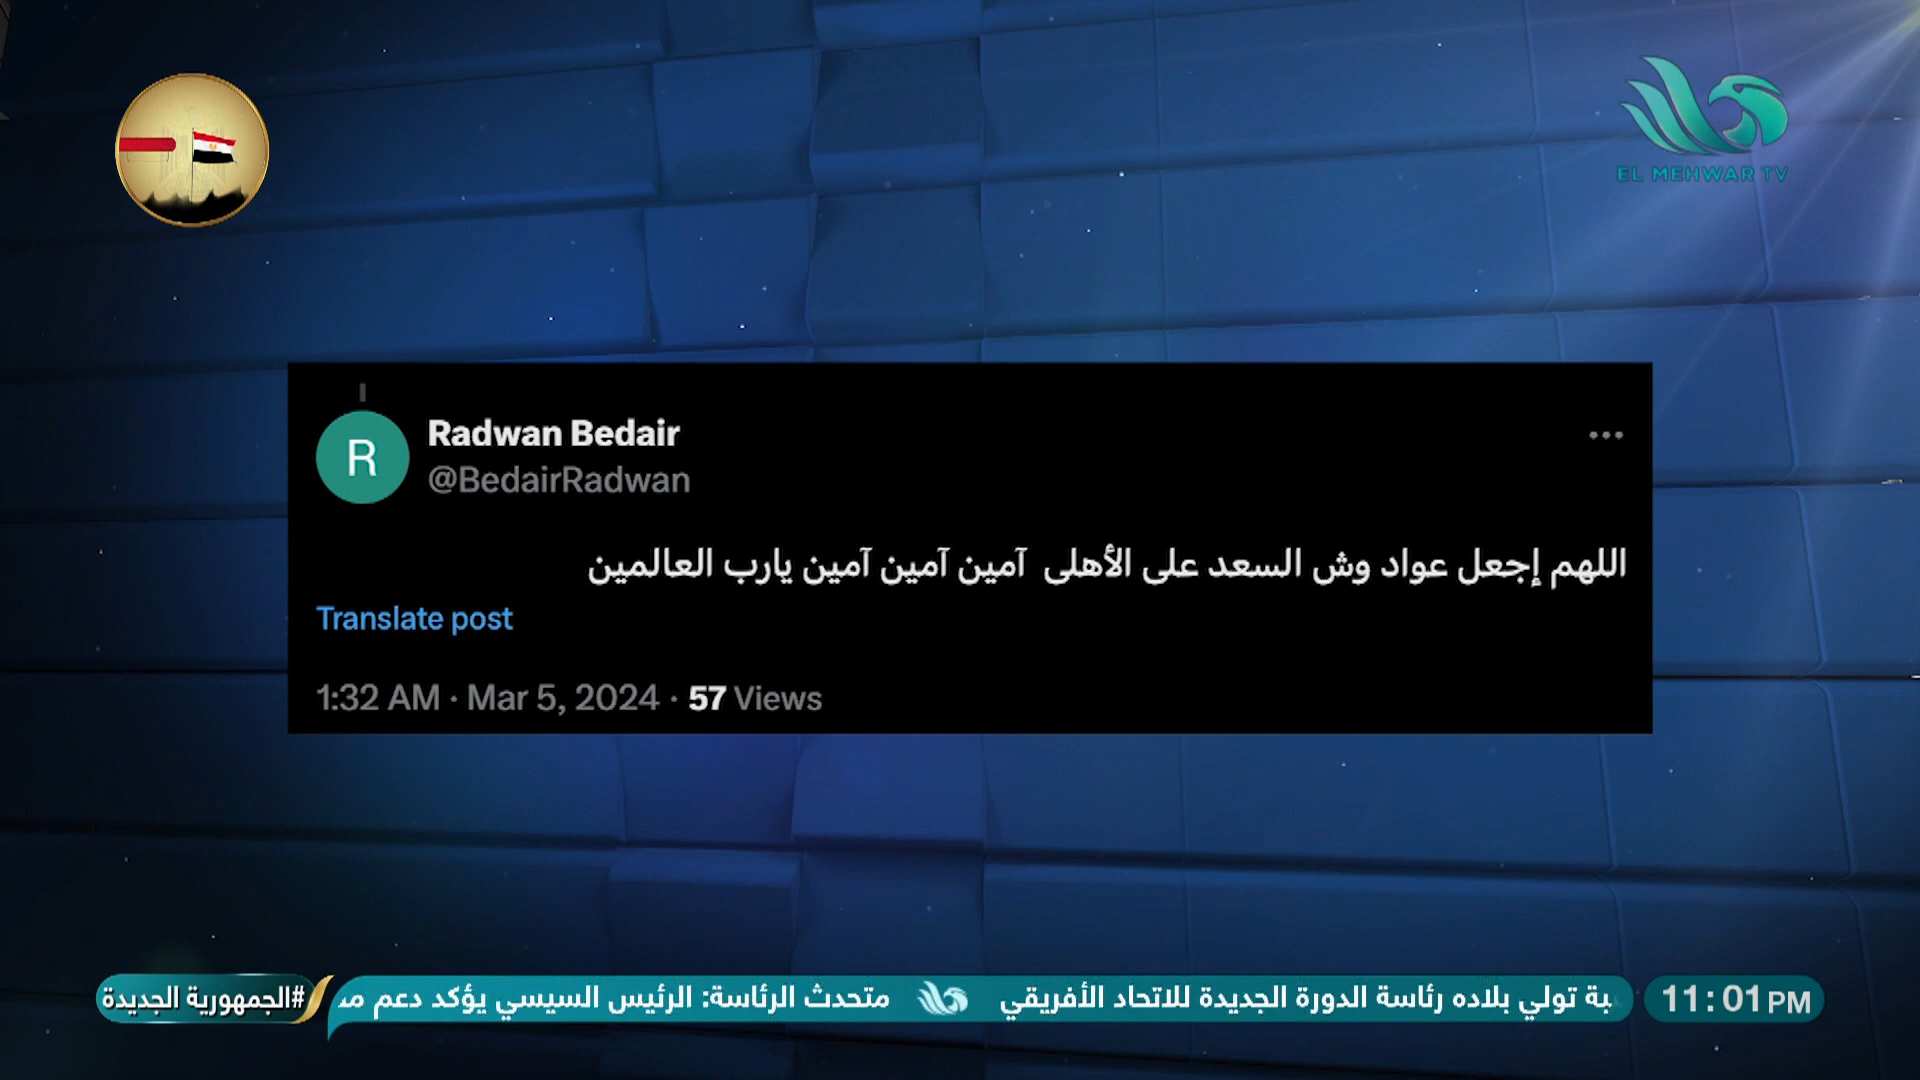 EL MEHWAR TV
R
Radwan Bedair
@BedairRadwan
اللهم إجعل عواد وش السعد على الأهلى آمين آمين آمين يارب العالمين
Translate post
1:32 AM · Mar 5, 2024 · 57 Views
تولي بلاده رئاسة الدورة الجديدة للاتحاد الأفريقي
متحدث الرئاسة: الرئيس السيسي يؤكد دعم
#الجمهورية الجديدة
11:01PM